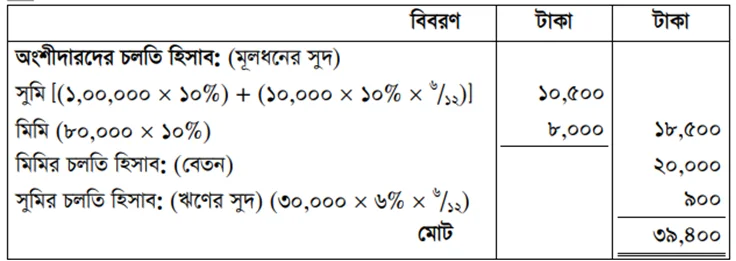 বিবরণ টাকা টাকা
অংশীদারদের চলতি হিসাব: (মূলধনের সুদ)
সুমি [(১,০০,০০০ × ১০%) + (১০,০০০ × ১০% × ৬/১২)] ১০,৫০০
মিমি (৮০,০০০ × ১০%) ৮,০০০ ১৮,৫০০
মিমির চলতি হিসাব: (বেতন) ২০,০০০
সুমির চলতি হিসাব: (ঋণের সুদ) (৩০,০০০ × ৬% × ৬/১২) ৯০০
মোট ৩৯,৪০০